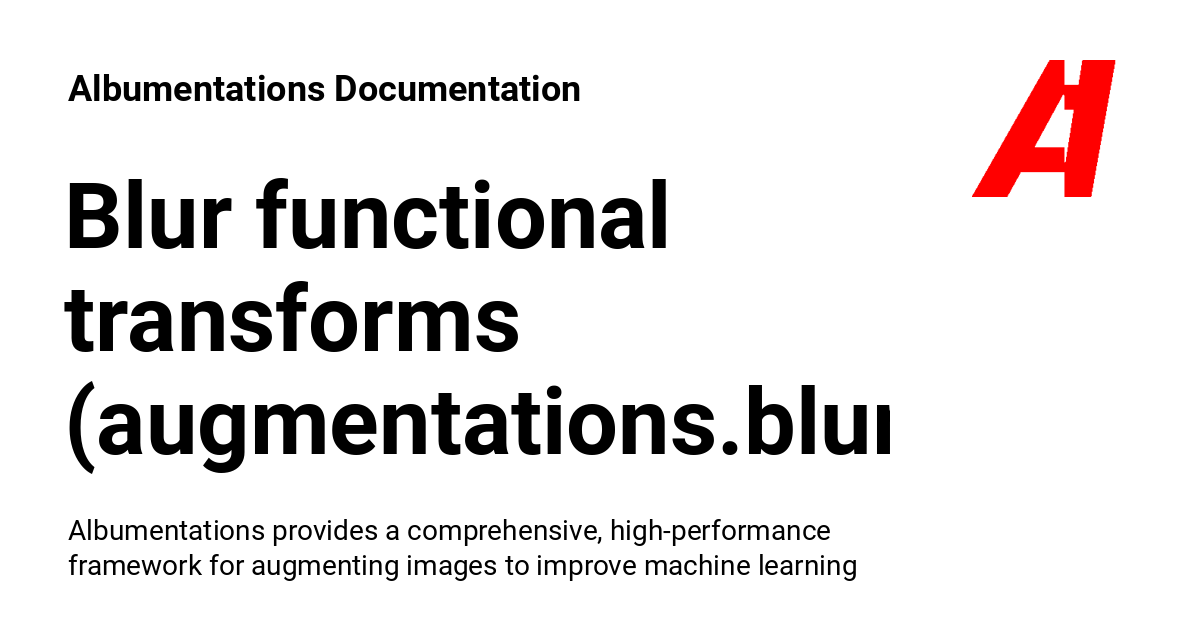 Albumentations Documentation
Blur functional
transforms
(augmentations.blur
Albumentations provides a comprehensive, high-performance
framework for augmenting images to improve machine learning